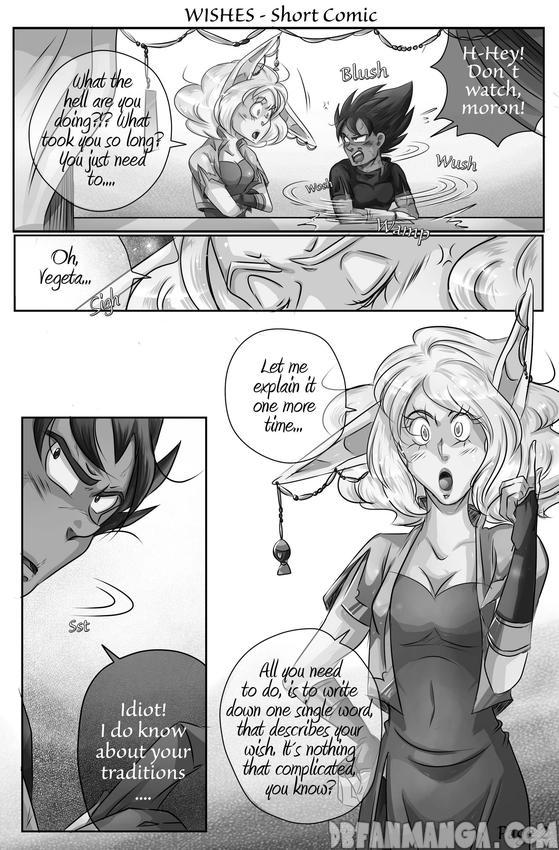 WISHES - Short Comic
What the
hell are you
doing?!? What
took you so long?
You just need
to....
Blush
H-Hey!
Don´t
watch,
moron!
Wush
Wosh
Wamp
Oh,
Vegeta...
Sigh
Let me
explain it
one more
time...
Sst
Idiot!
I do know
about your
traditions
....
All you need
to do, is to write
down one single word,
that describes your
wish. It´s nothing
that complicated,
you know?
DBFANMANGA.COM